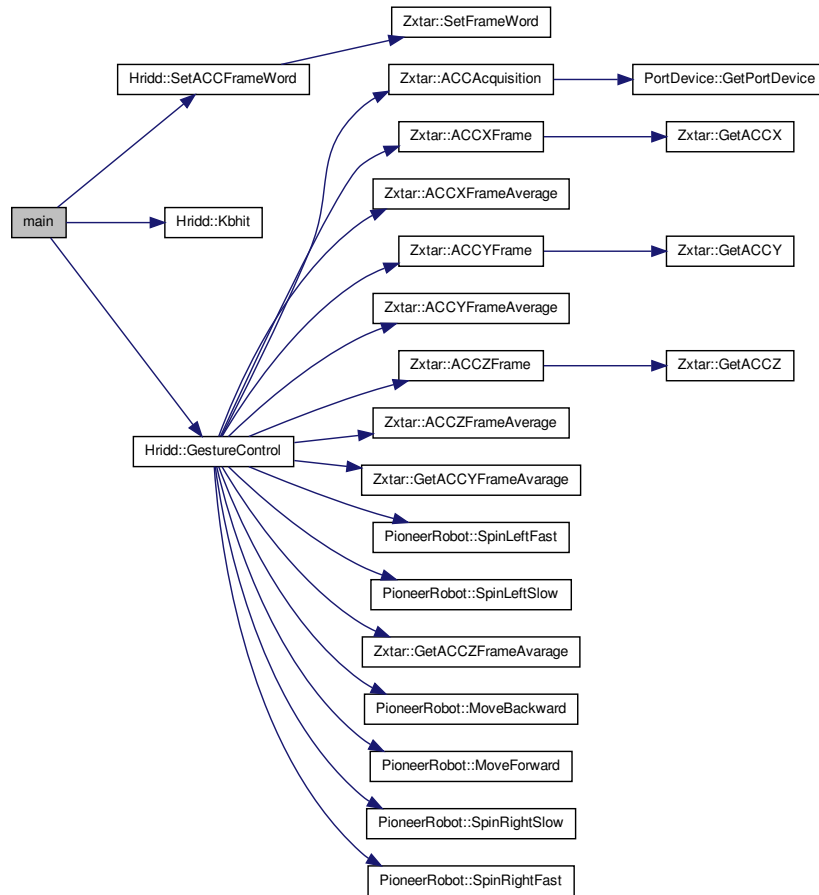 Zxtar::SetFrameWord
Hridd::SetACCFrameWord
Zxtar::ACCAcquisition
PortDevice::GetPortDevice
Zxtar::ACCXFrame
Zxtar::GetACCX
Zxtar::ACCXFrameAverage
main
Hridd::Kbhit
Zxtar::ACCYFrame
Zxtar::GetACCY
Zxtar::ACCYFrameAverage
Zxtar::ACCZFrame
Zxtar::GetACCZ
Zxtar::ACCZFrameAverage
Hridd::GestureControl
Zxtar::GetACCYFrameAvarage
PioneerRobot::SpinLeftFast
PioneerRobot::SpinLeftSlow
Zxtar::GetACCZFrameAvarage
PioneerRobot::MoveBackward
PioneerRobot::MoveForward
PioneerRobot::SpinRightSlow
PioneerRobot::SpinRightFast